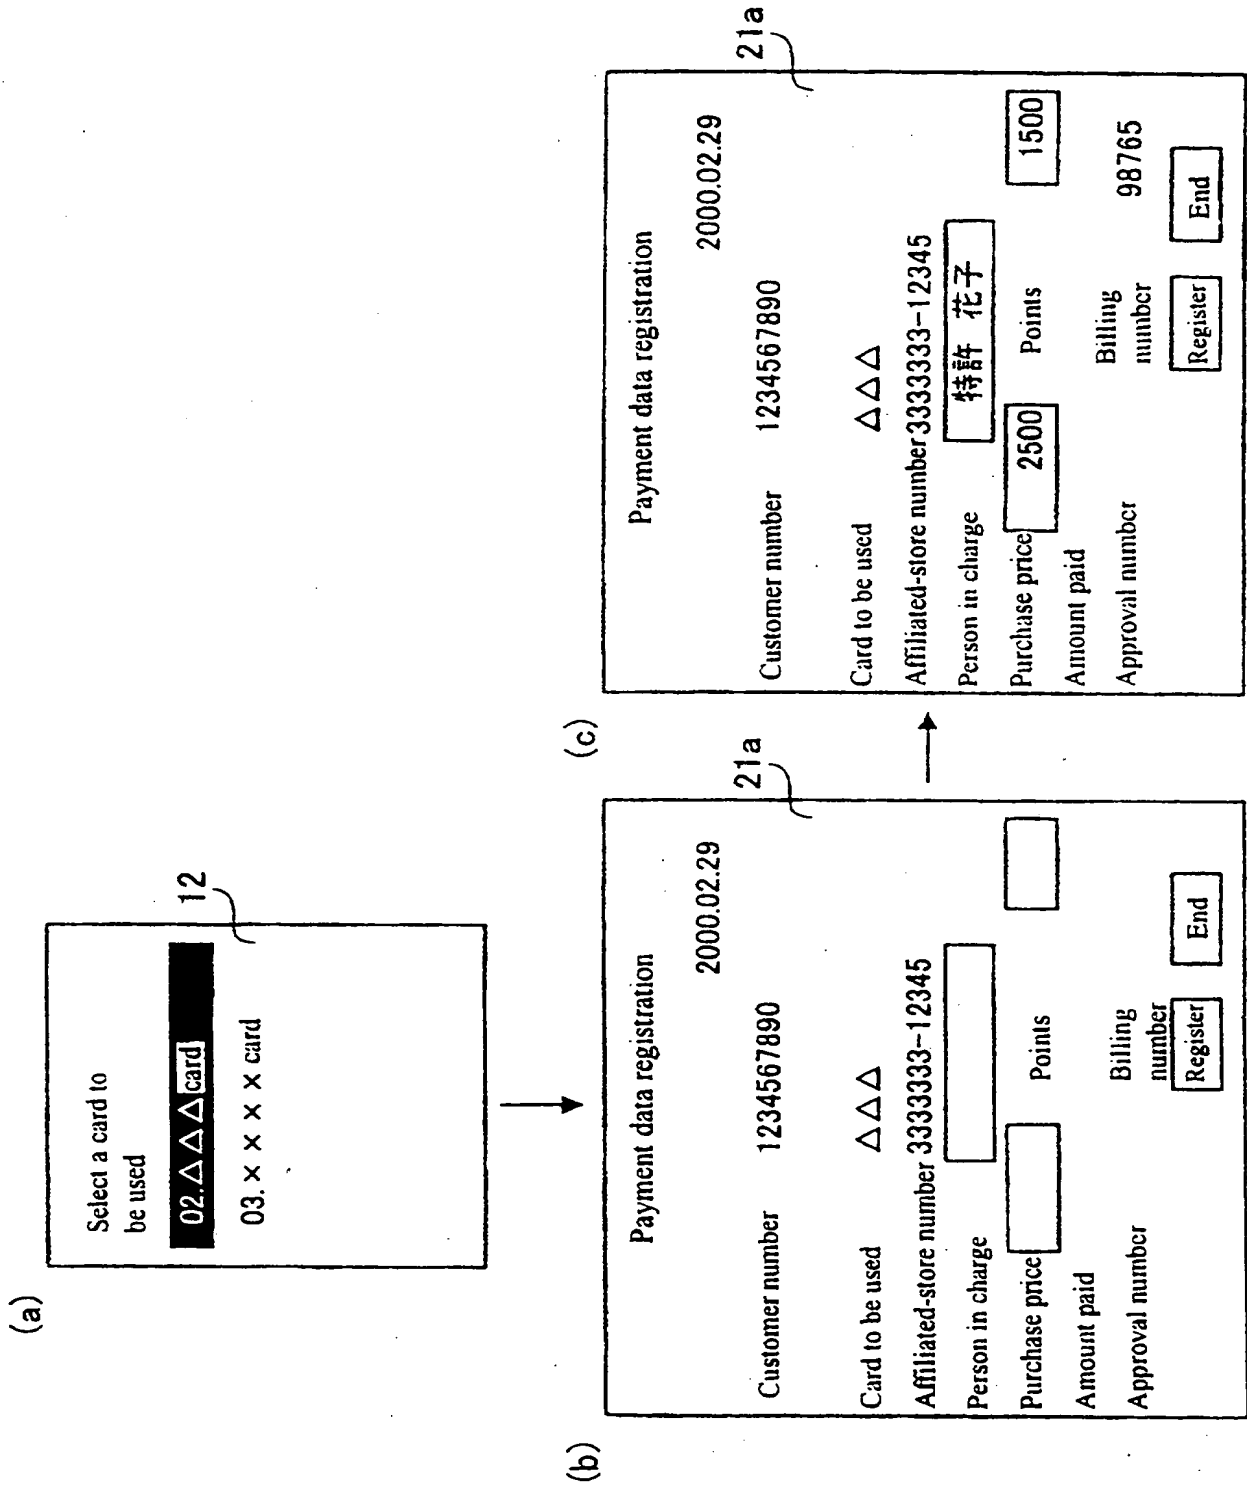 (a)
Select a card to
be used
02.△△△card
03.××××card
12
(b)
21a
Payment data registration
2000.02.29
Customer number 1234567890
Card to be used △△△
Affiliated-store number 3333333-12345
Person in charge
Purchase price Points
Amount paid
Approval number Billing
number
Register End
(c)
21a
Payment data registration
2000.02.29
Customer number 1234567890
Card to be used △△△
Affiliated-store number 3333333-12345
Person in charge 特許 花子
Purchase price 2500 Points 1500
Amount paid
Approval number Billing
number 98765
Register End